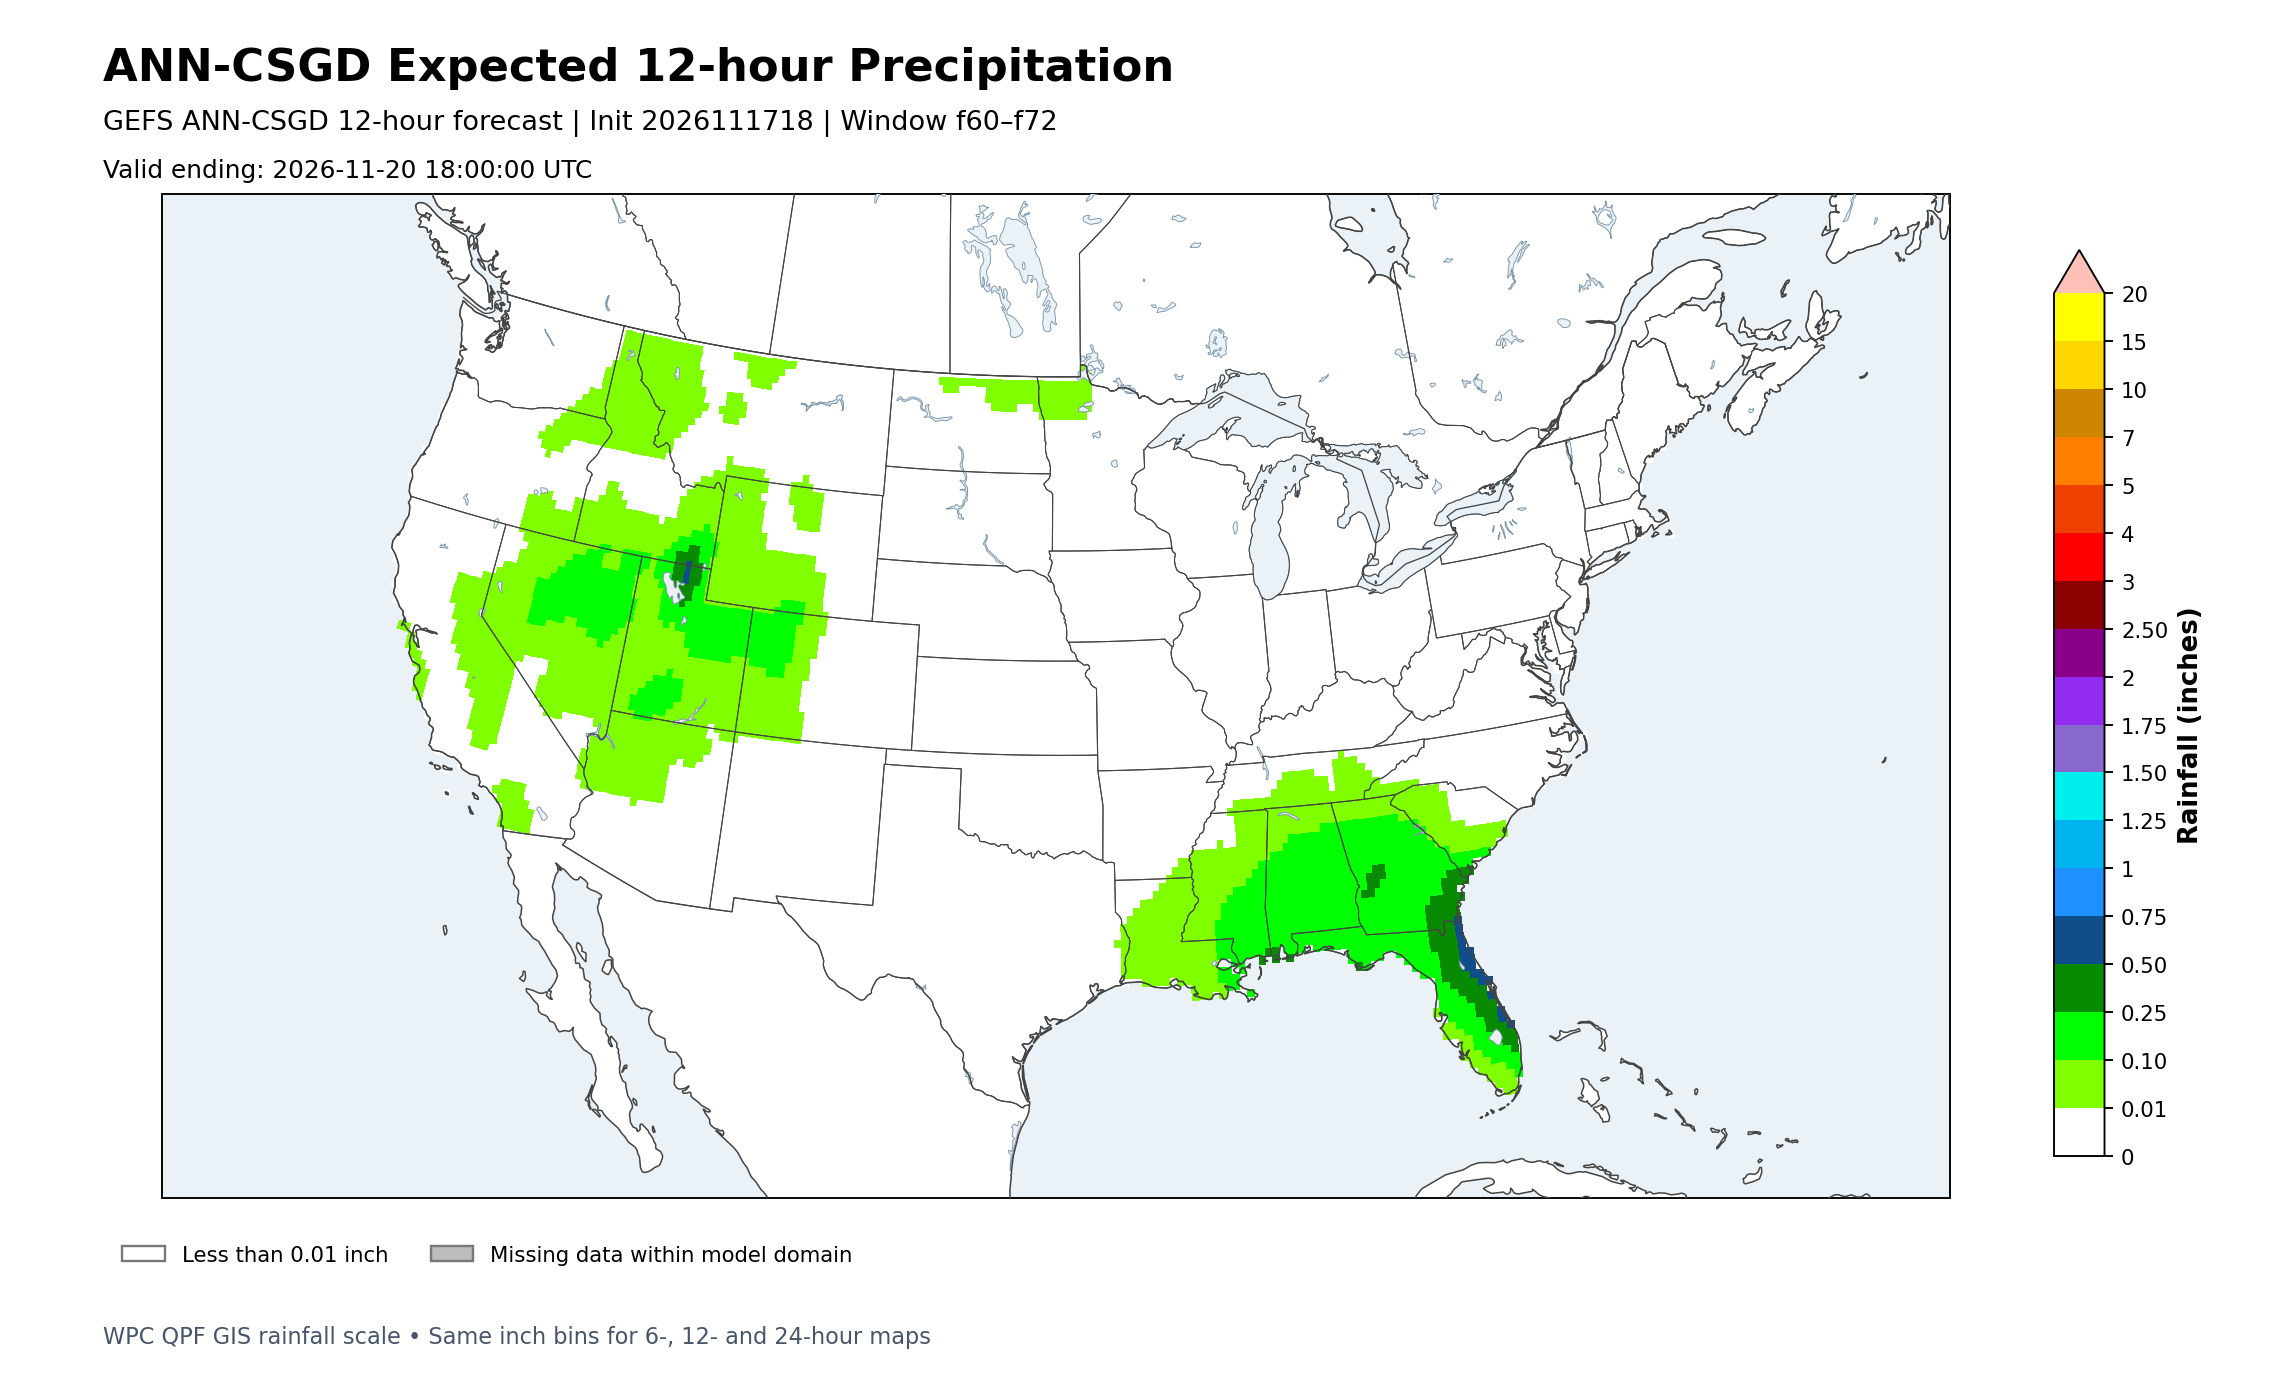 ANN-CSGD Expected 12-hour Precipitation
GEFS ANN-CSGD 12-hour forecast | Init 2026111718 | Window f60–f72
Valid ending: 2026-11-20 18:00:00 UTC
20
15
10
7
5
4
3
2.50
2
1.75
1.50
1.25
1
0.75
0.50
0.25
0.10
0.01
0
Rainfall (inches)
Less than 0.01 inch
Missing data within model domain
WPC QPF GIS rainfall scale • Same inch bins for 6-, 12- and 24-hour maps